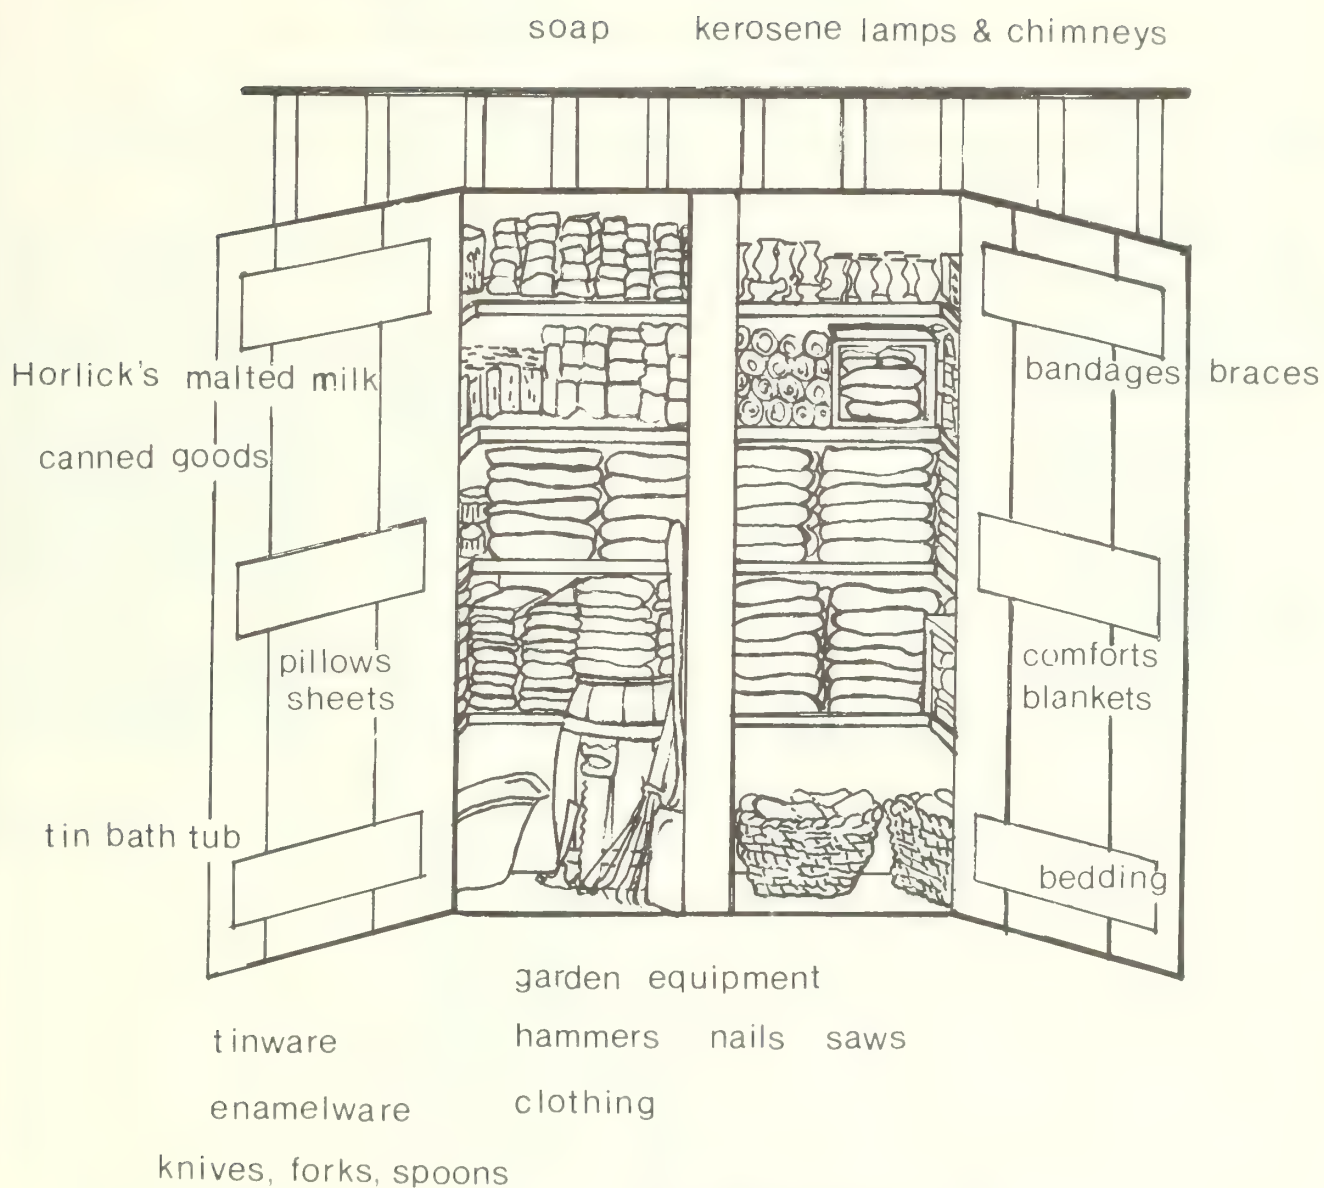 soap kerosene lamps & chimneys
Horlick's malted milk
bandages braces
canned goods
pillows
sheets
comforts
blankets
tin bath tub
bedding
garden equipment
tinware hammers nails saws
enamelware clothing
knives, forks, spoons